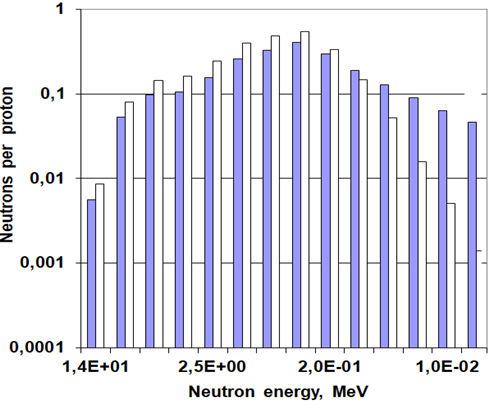 1
0,1
0,01
0,001
0,0001
Neutrons per proton
1,4E+01 2,5E+00 2,0E-01 1,0E-02
Neutron energy, MeV